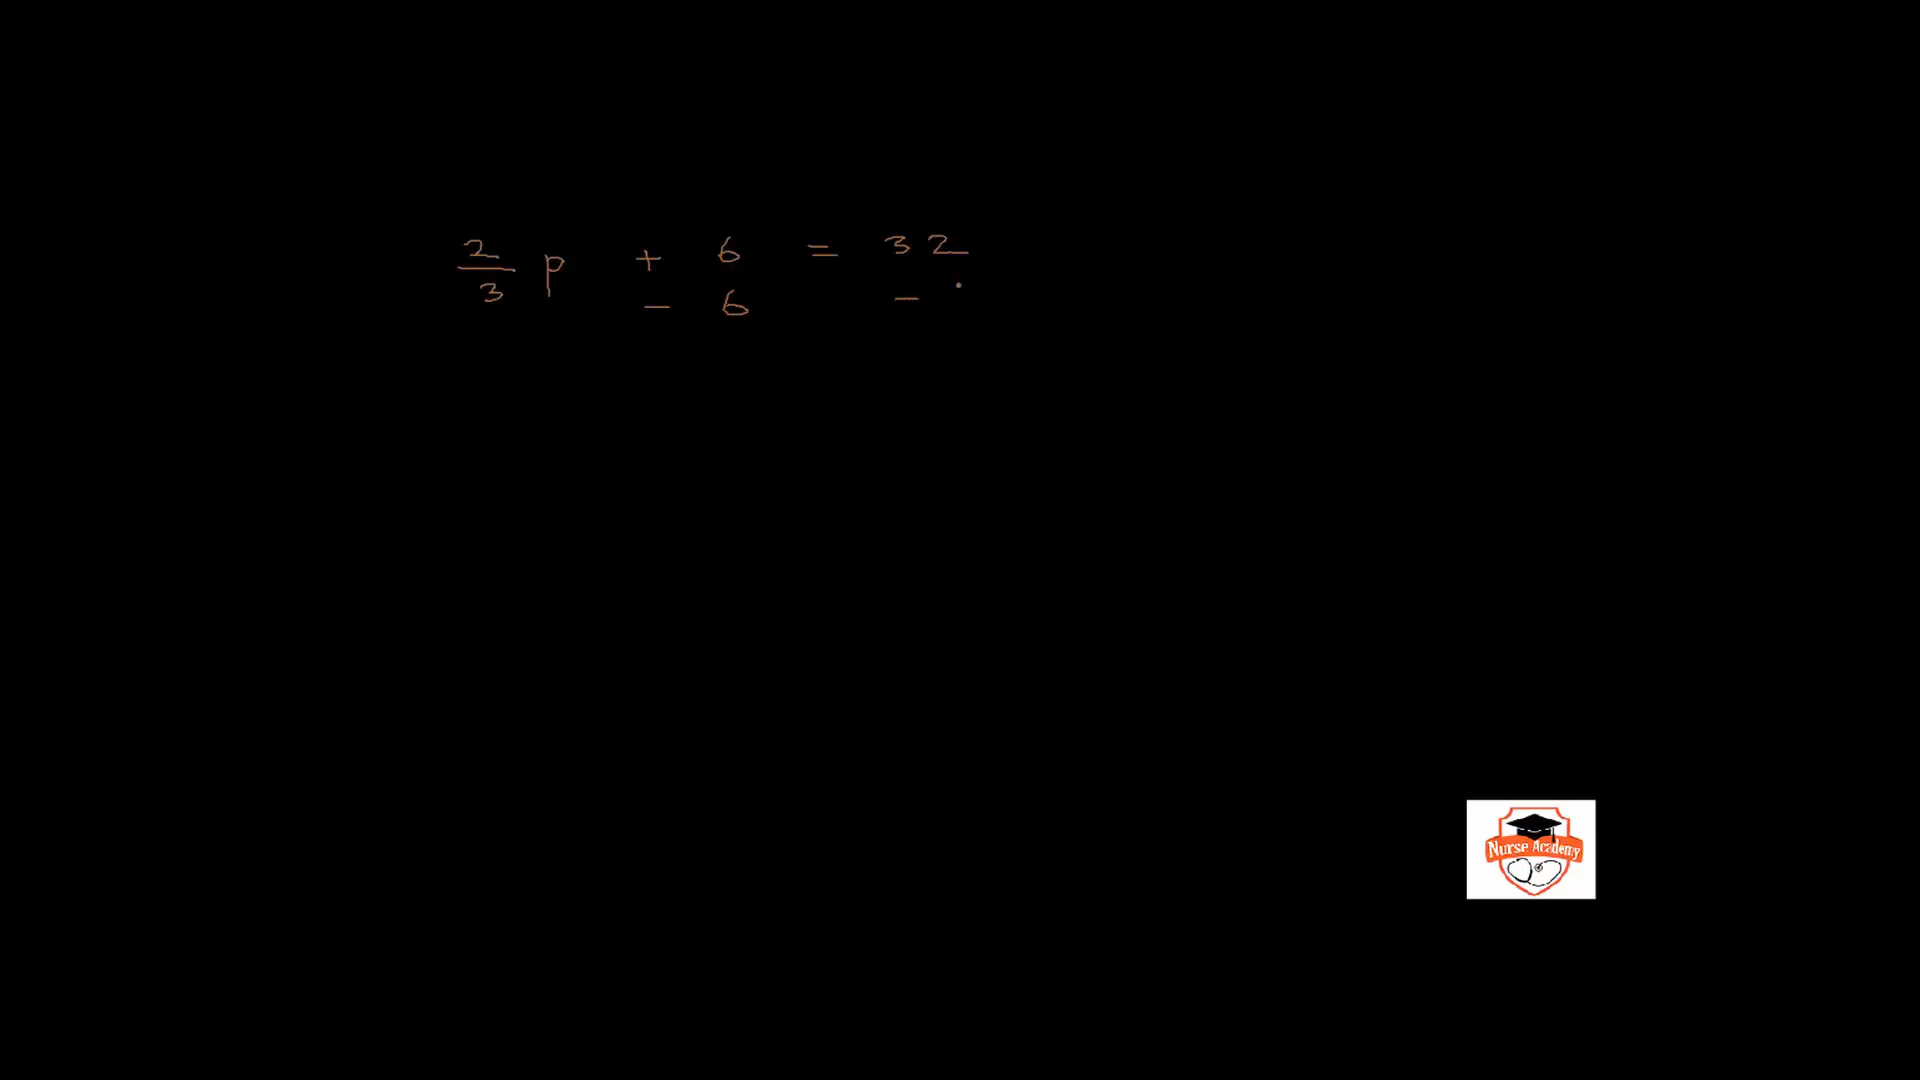 2/3 p + 6 = 32
- 6 -
Nurse Academy